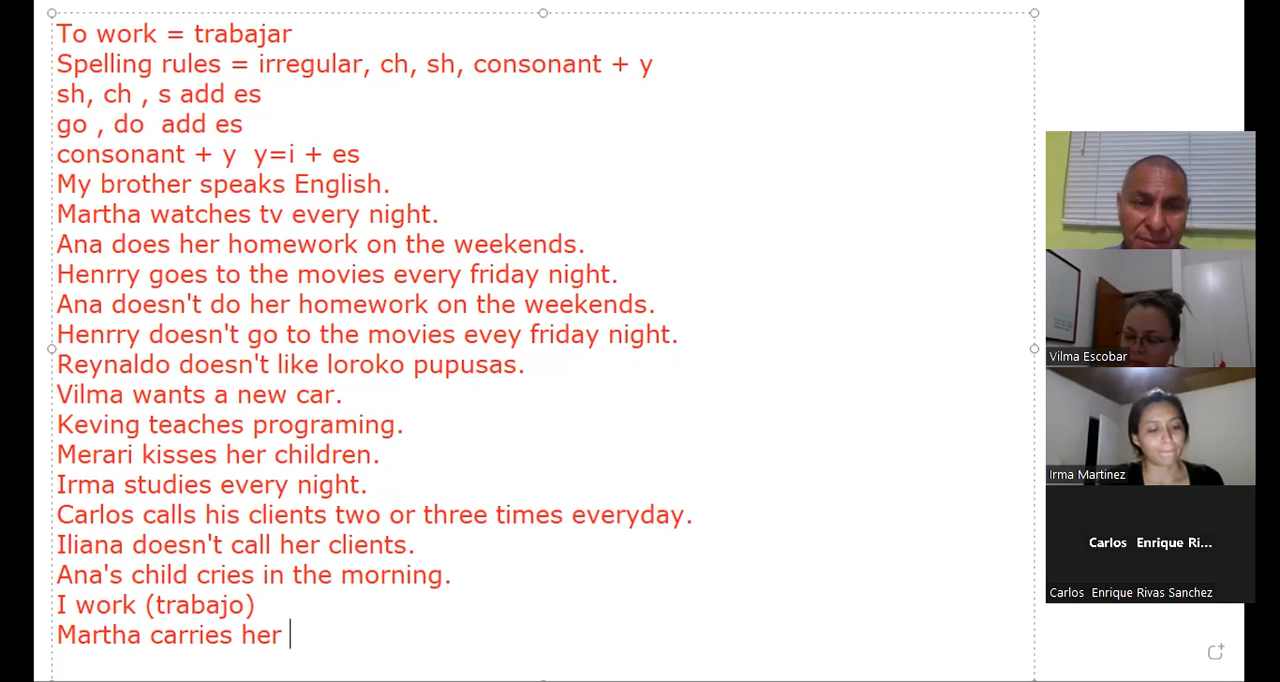 To work = trabajar
Spelling rules = irregular, ch, sh, consonant + y
sh, ch , s add es
go , do  add es
consonant + y  y=i + es
My brother speaks English.
Martha watches tv every night.
Ana does her homework on the weekends.
Henrry goes to the movies every friday night.
Ana doesn't do her homework on the weekends.
Henrry doesn't go to the movies evey friday night.
Reynaldo doesn't like loroko pupusas.
Vilma wants a new car.
Keving teaches programing.
Merari kisses her children.
Irma studies every night.
Carlos calls his clients two or three times everyday.
Iliana doesn't call her clients.
Ana's child cries in the morning.
I work (trabajo)
Martha carries her
Vilma Escobar
Irma Martínez
Carlos Enrique Ri...
Carlos Enrique Rivas Sanchez